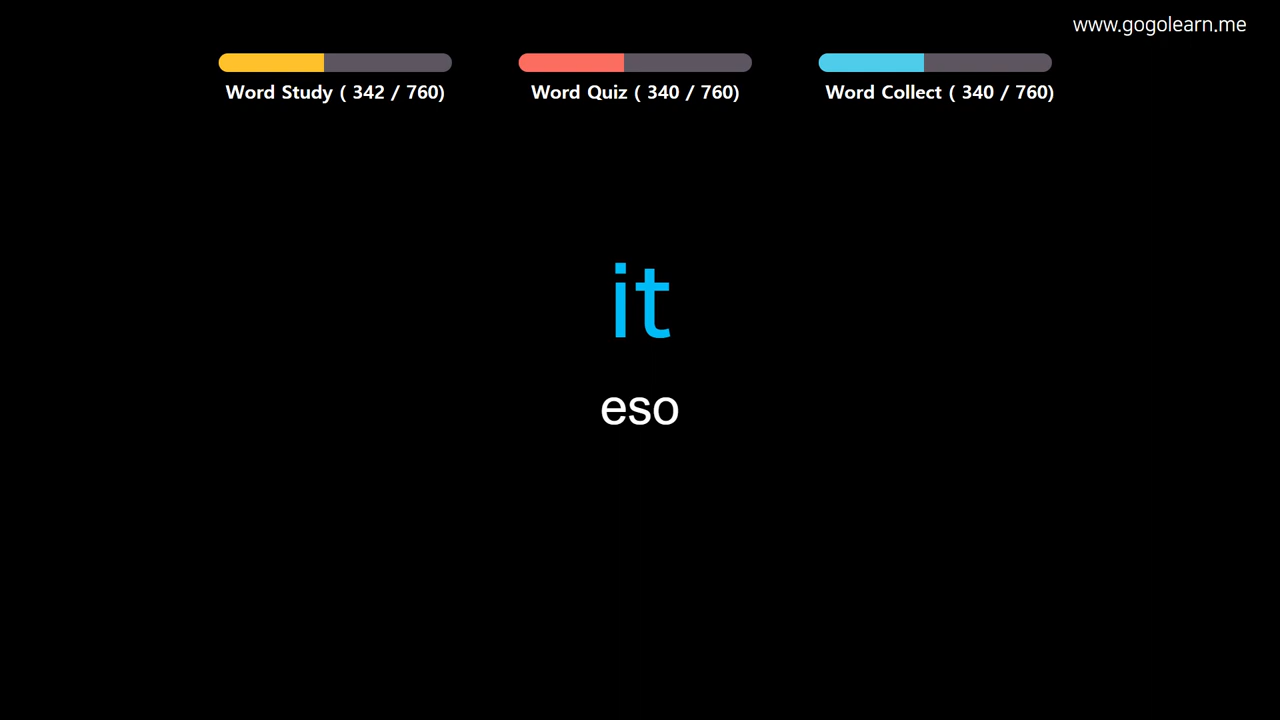 www.gogolearn.me
Word Study ( 342 / 760)
Word Quiz ( 340 / 760)
Word Collect ( 340 / 760)
it
eso